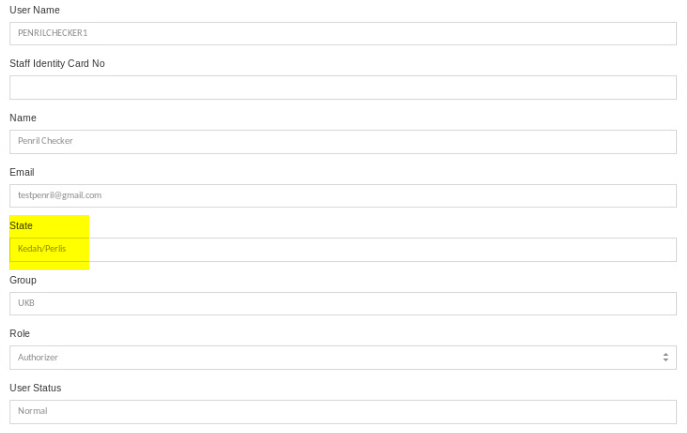 User Name
PENRILCHECKER1
Staff Identity Card No
Name
Penril Checker
Email
testpenril@gmail.com
State
Kedah/Perlis
Group
UKB
Role
Authorizer
User Status
Normal